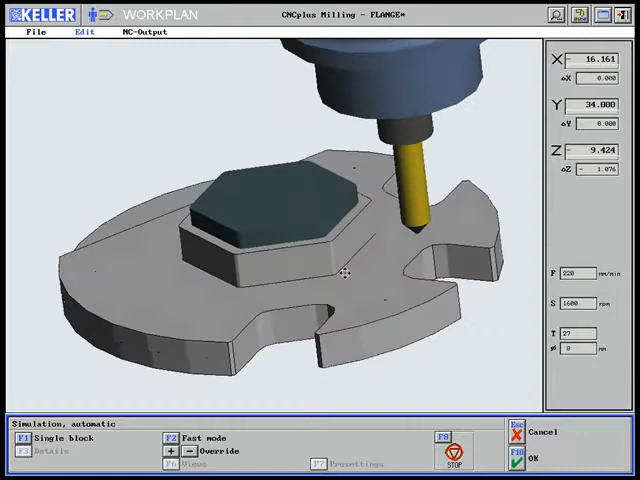 KELLER WORKPLAN CNCplus Milling - FLANGE*
File Edit NC-Output
X - 16.161
ΔX 0.000
Y 34.000
ΔY 0.000
Z - 9.424
ΔZ - 1.076
F 220 mm/min
S 1600 rpm
T 27
ø 8 mm
Simulation, automatic
F1 Single block F2 Fast mode F8 STOP Esc Cancel
F3 Details + - Override
F6 Views F7 Presettings F10 OK